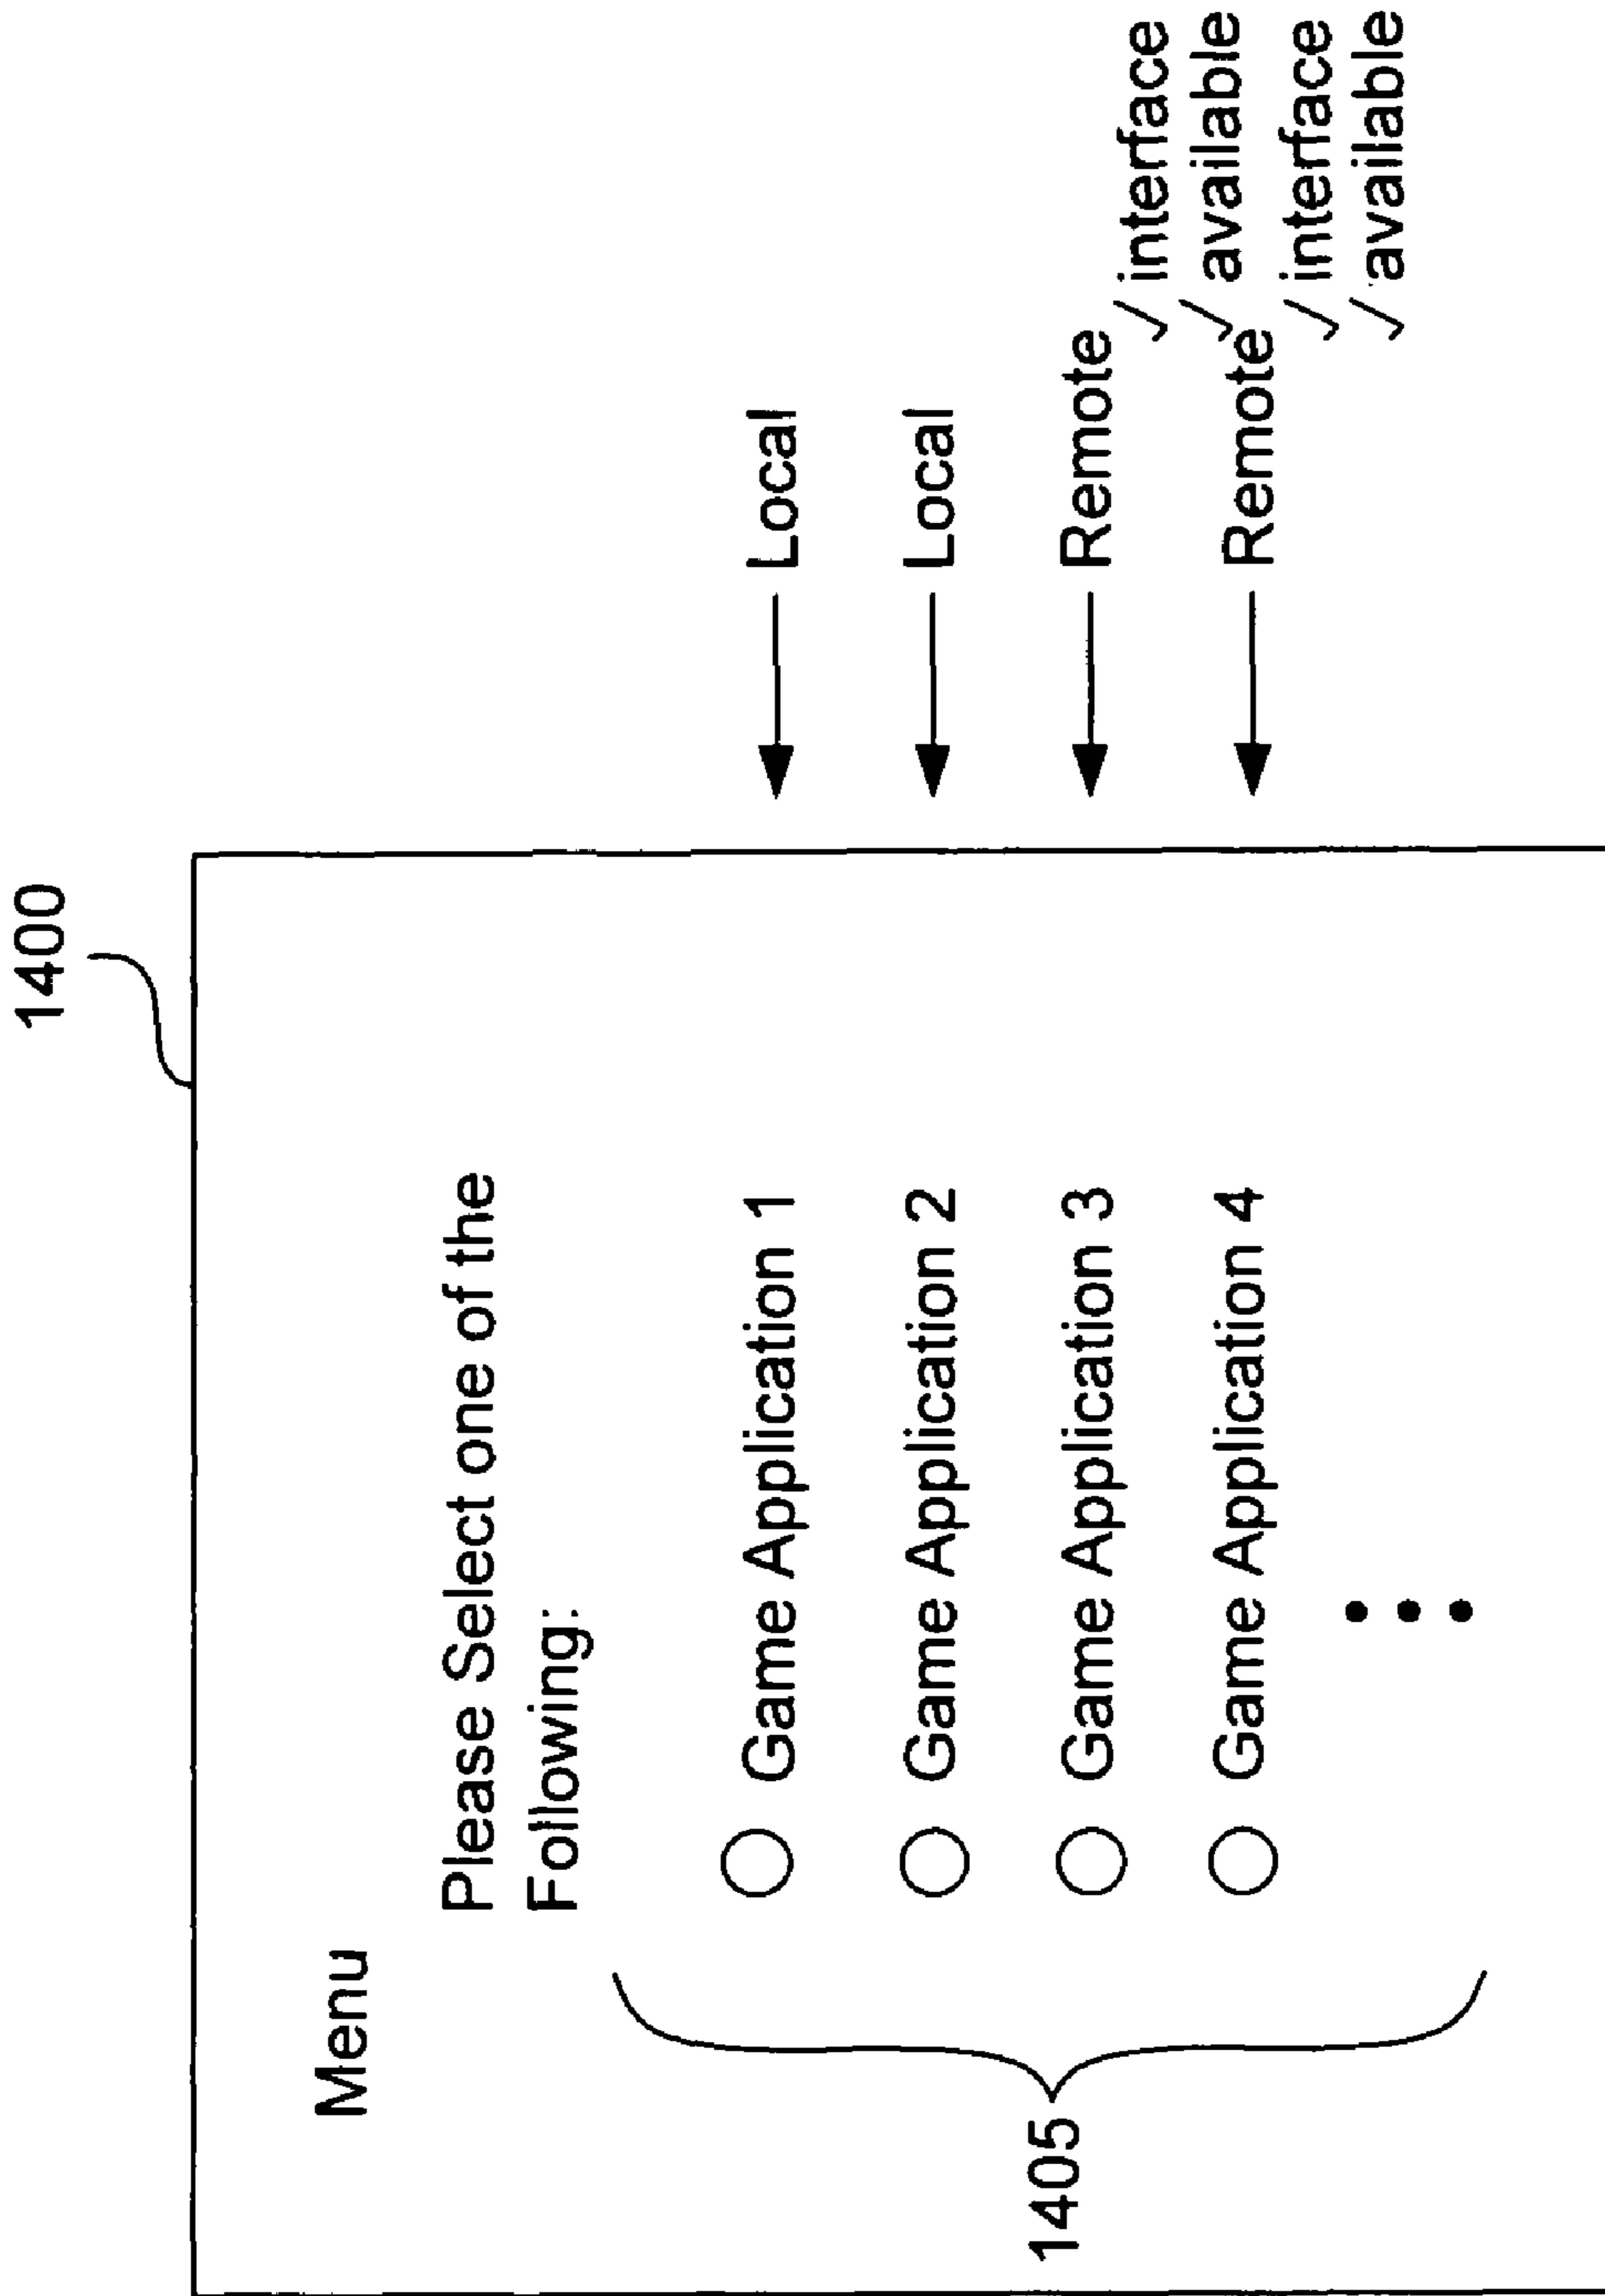 1400
Menu
Please Select one of the
Following:
1405
Game Application 1
Local
Game Application 2
Local
Game Application 3
Remote
√ interface
√ available
Game Application 4
Remote
√ interface
√ available